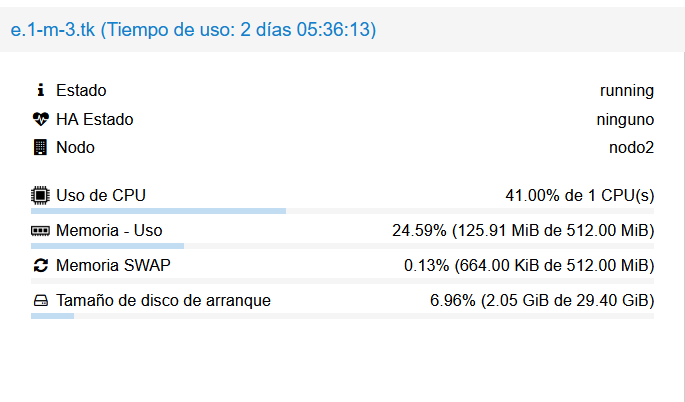 e.1-m-3.tk (Tiempo de uso: 2 días 05:36:13)
Estado running
HA Estado ninguno
Nodo nodo2
Uso de CPU 41.00% de 1 CPU(s)
Memoria - Uso 24.59% (125.91 MiB de 512.00 MiB)
Memoria SWAP 0.13% (664.00 KiB de 512.00 MiB)
Tamaño de disco de arranque 6.96% (2.05 GiB de 29.40 GiB)